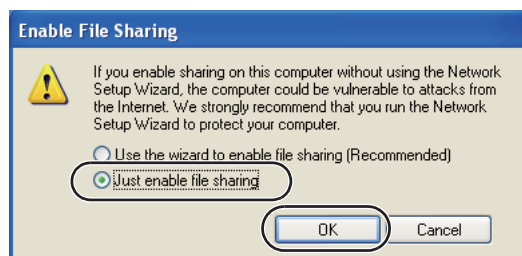 Enable File Sharing
If you enable sharing on this computer without using the Network
Setup Wizard, the computer could be vulnerable to attacks from
the Internet. We strongly recommend that you run the Network
Setup Wizard to protect your computer.
Use the wizard to enable file sharing (Recommended)
Just enable file sharing
OK Cancel